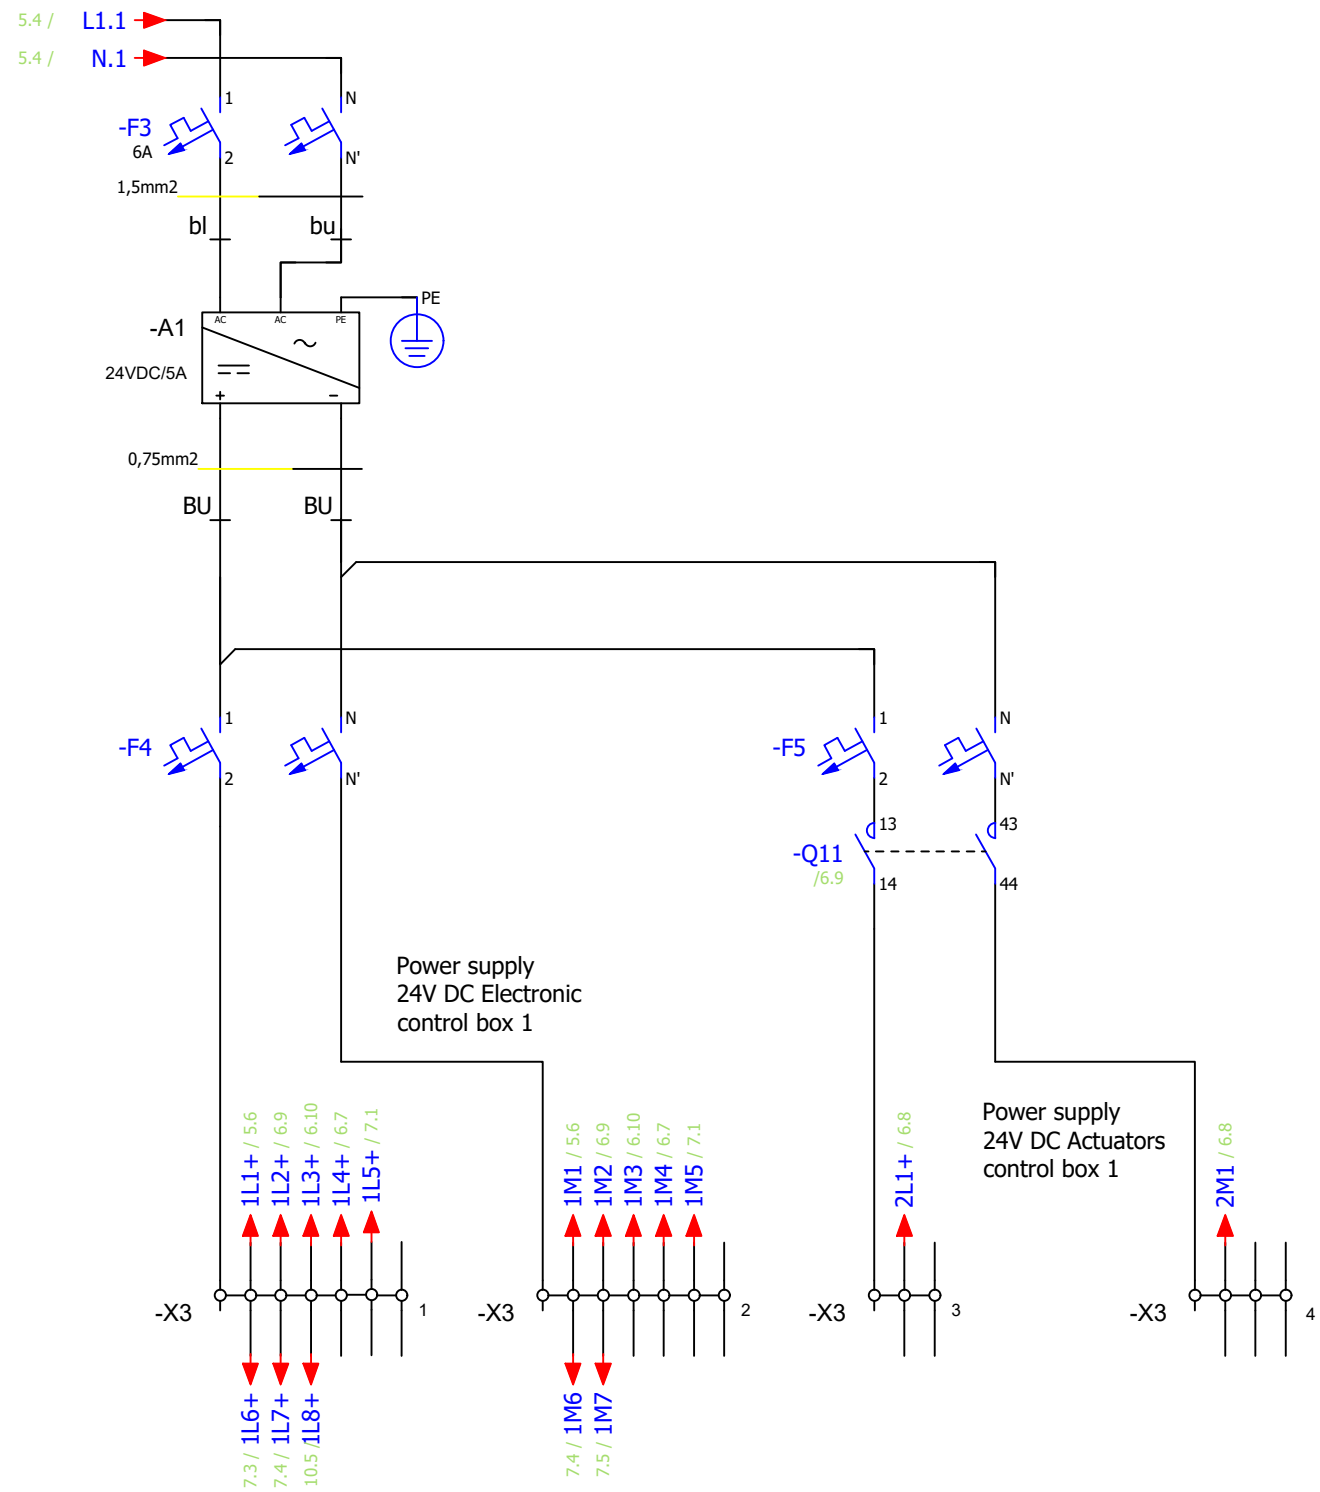 5.4 / L1.1
5.4 / N.1
1 N
-F3
6A
2 N'
1,5mm2
bl bu
PE
AC AC PE
-A1
24VDC/5A
+ −
0,75mm2
BU BU
1 N 1 N
-F4 -F5
2 N' 2 N'
13 43
-Q11
/6.9
14 44
Power supply
24V DC Electronic
control box 1
Power supply
24V DC Actuators
control box 1
1L1+ / 5.6
1L2+ / 6.9
1L3+ / 6.10
1L4+ / 6.7
1L5+ / 7.1
1M1 / 5.6
1M2 / 6.9
1M3 / 6.10
1M4 / 6.7
1M5 / 7.1
2L1+ / 6.8
2M1 / 6.8
-X3 1
-X3 2
-X3 3
-X3 4
7.3 / 1L6+
7.4 / 1L7+
10.5 / 1L8+
7.4 / 1M6
7.5 / 1M7